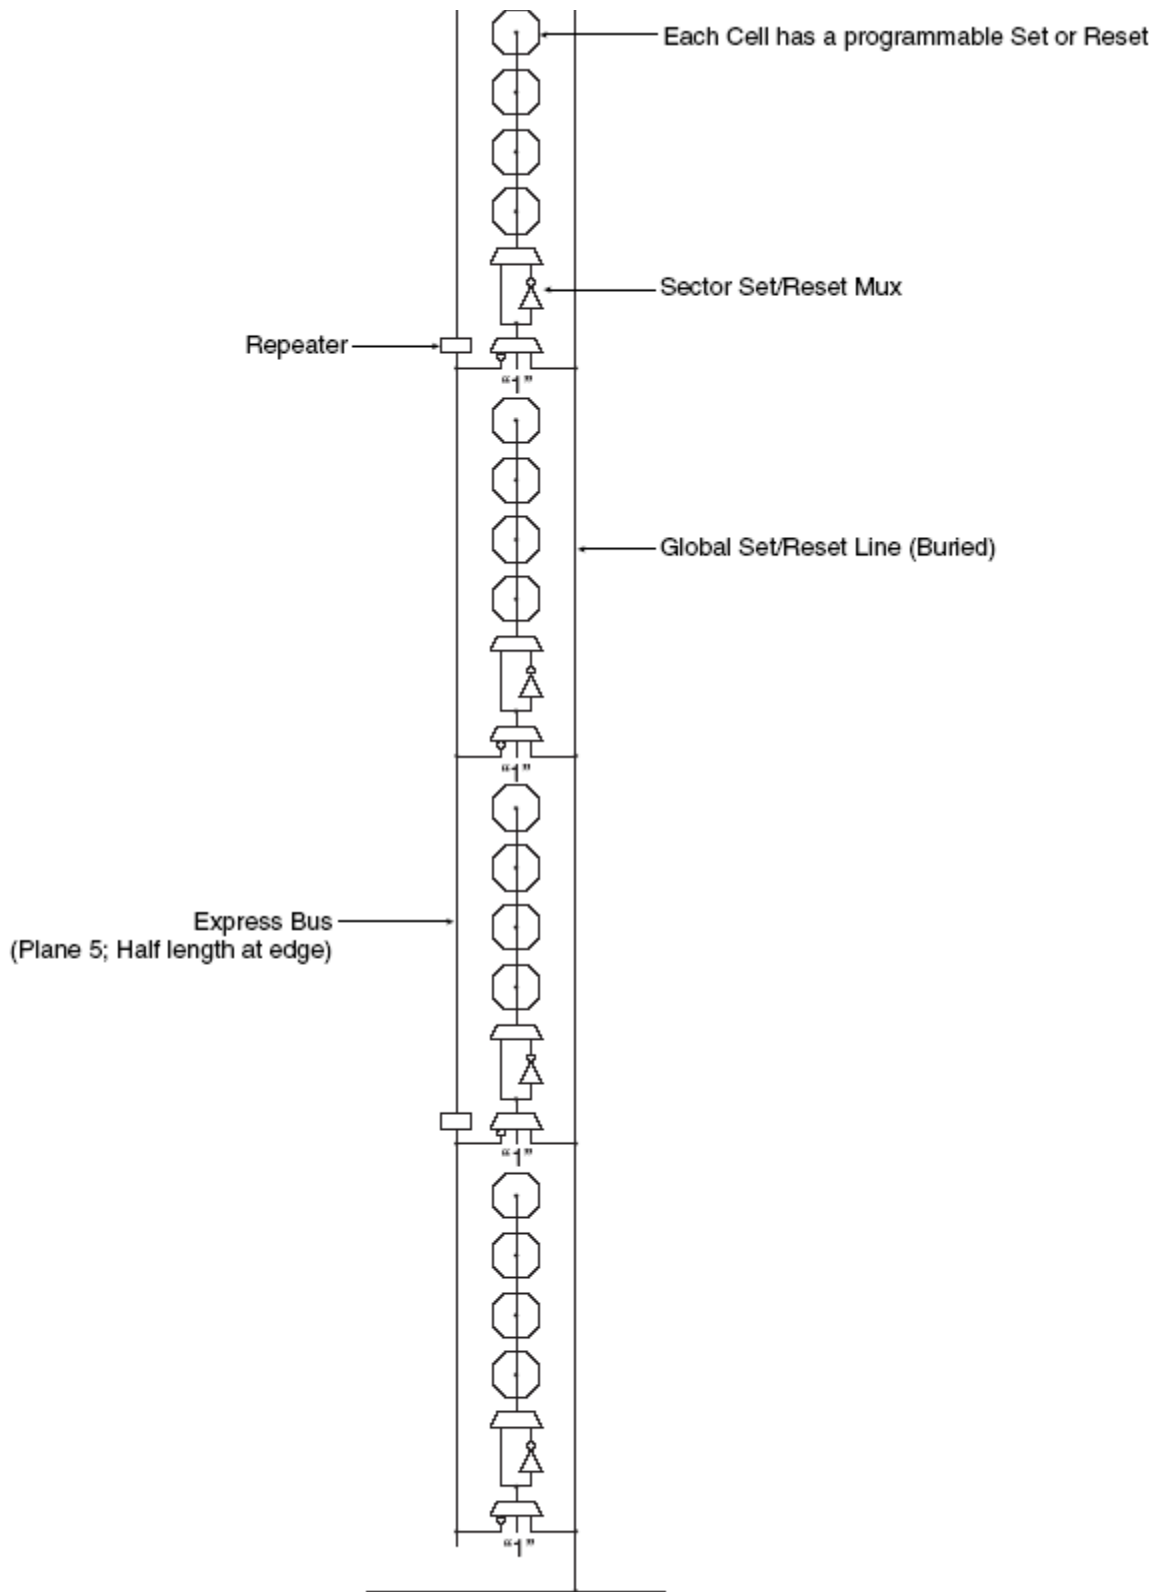 Each Cell has a programmable Set or Reset
Sector Set/Reset Mux
Repeater
“1”
Global Set/Reset Line (Buried)
“1”
Express Bus
(Plane 5; Half length at edge)
“1”
“1”